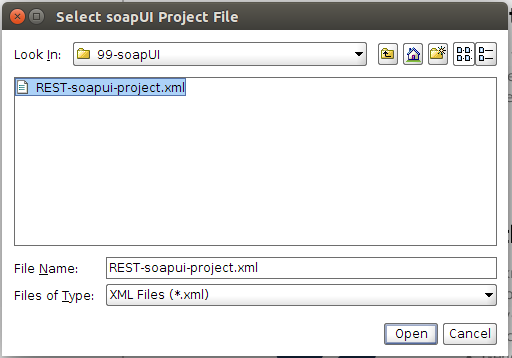 Select soapUI Project File
Look In: 99-soapUI
REST-soapui-project.xml
File Name: REST-soapui-project.xml
Files of Type: XML Files (*.xml)
Open Cancel